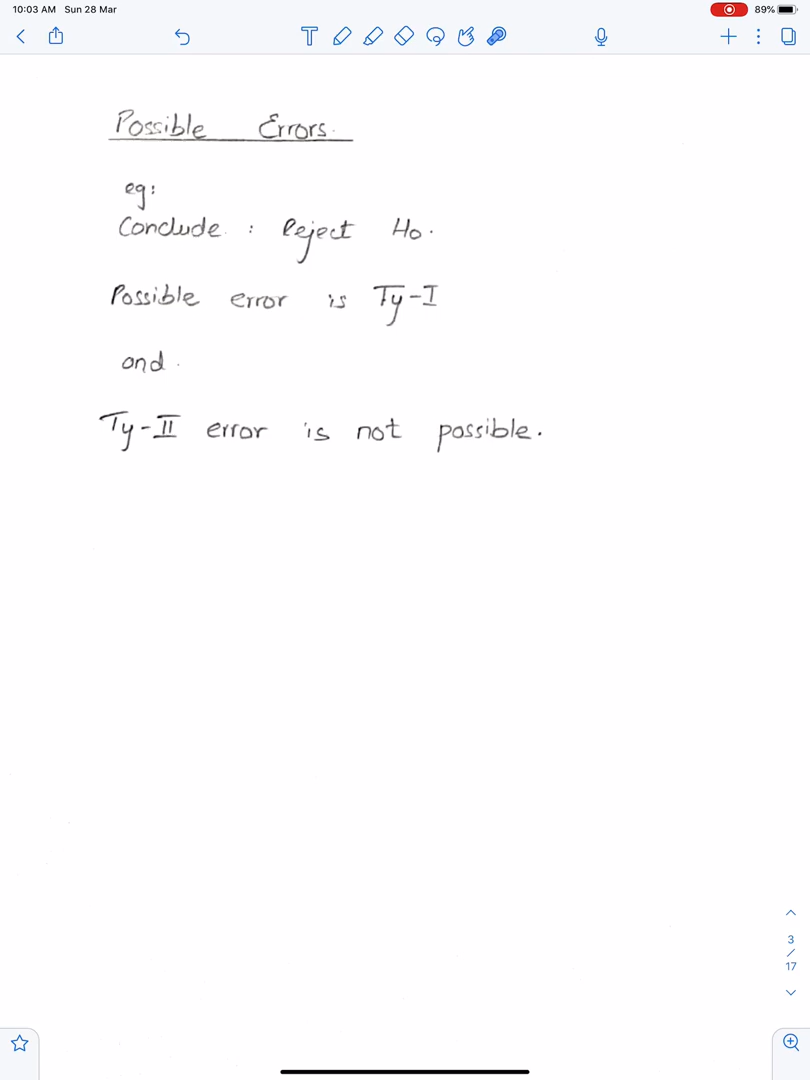 10:03 AM Sun 28 Mar
89%
T
Possible Errors.
eg:
Conclude : Reject Ho.
Possible error is Ty-I
and.
Ty-II error is not possible.
3
/
17